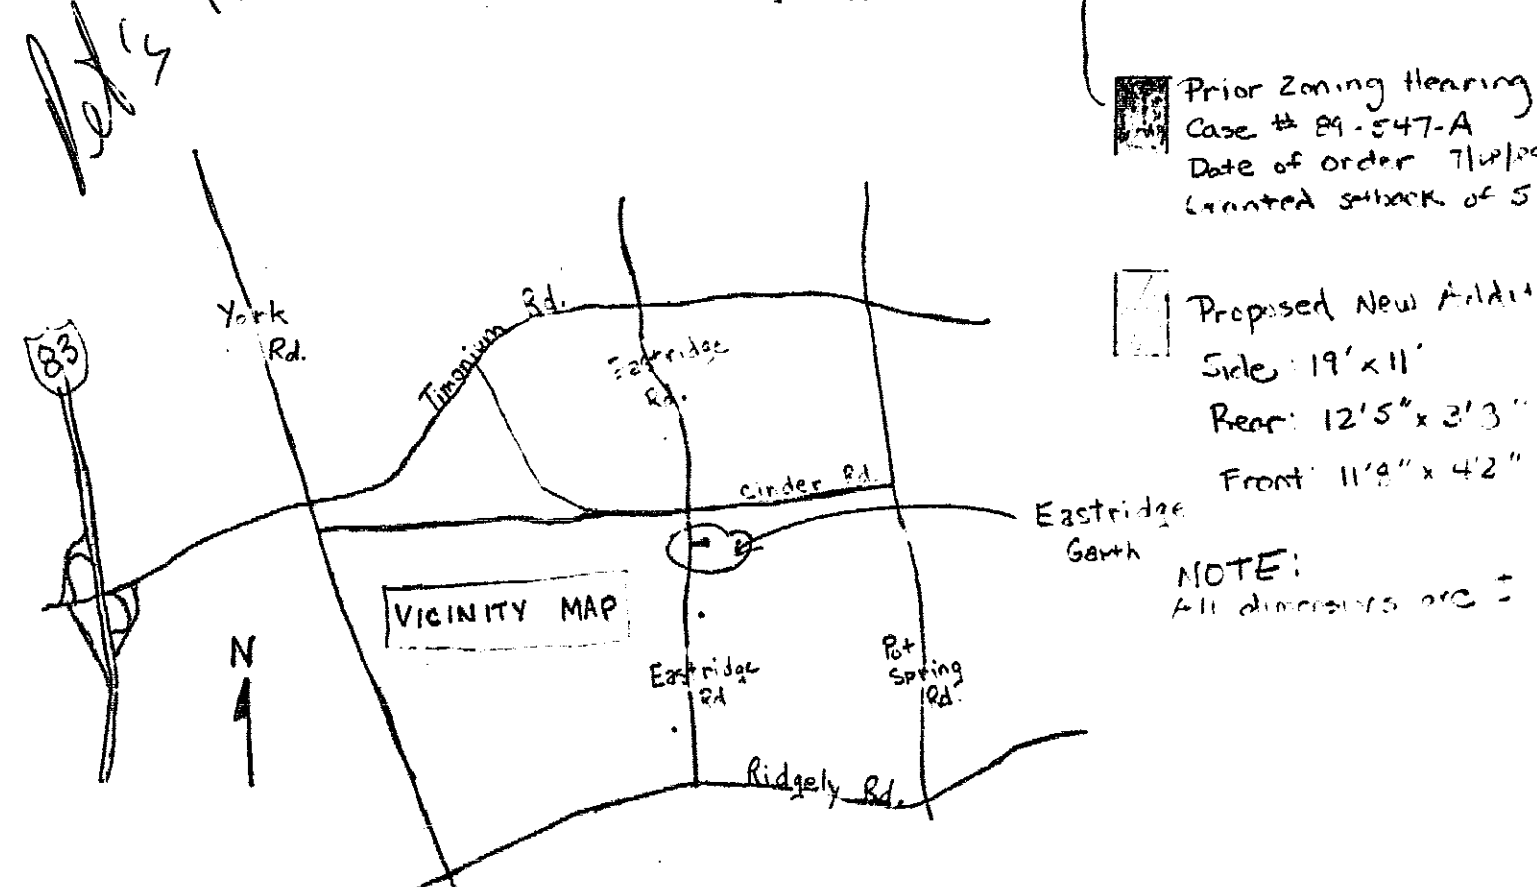 Pet's
Prior Zoning Hearing
Case # 89-547-A
Date of order
Granted setback of 5
Proposed New
Side: 19' x 11'
Rear: 12'5" x 3'3"
Front: 11'8" x 4'2"
NOTE:
All dimensions are ±
83
York
Rd.
Timonium Rd.
Eastridge
Rd.
Cinder Rd.
Eastridge
Garth
VICINITY MAP
N
Eastridge
Rd
Pot
Spring
Rd.
Ridgely Rd.